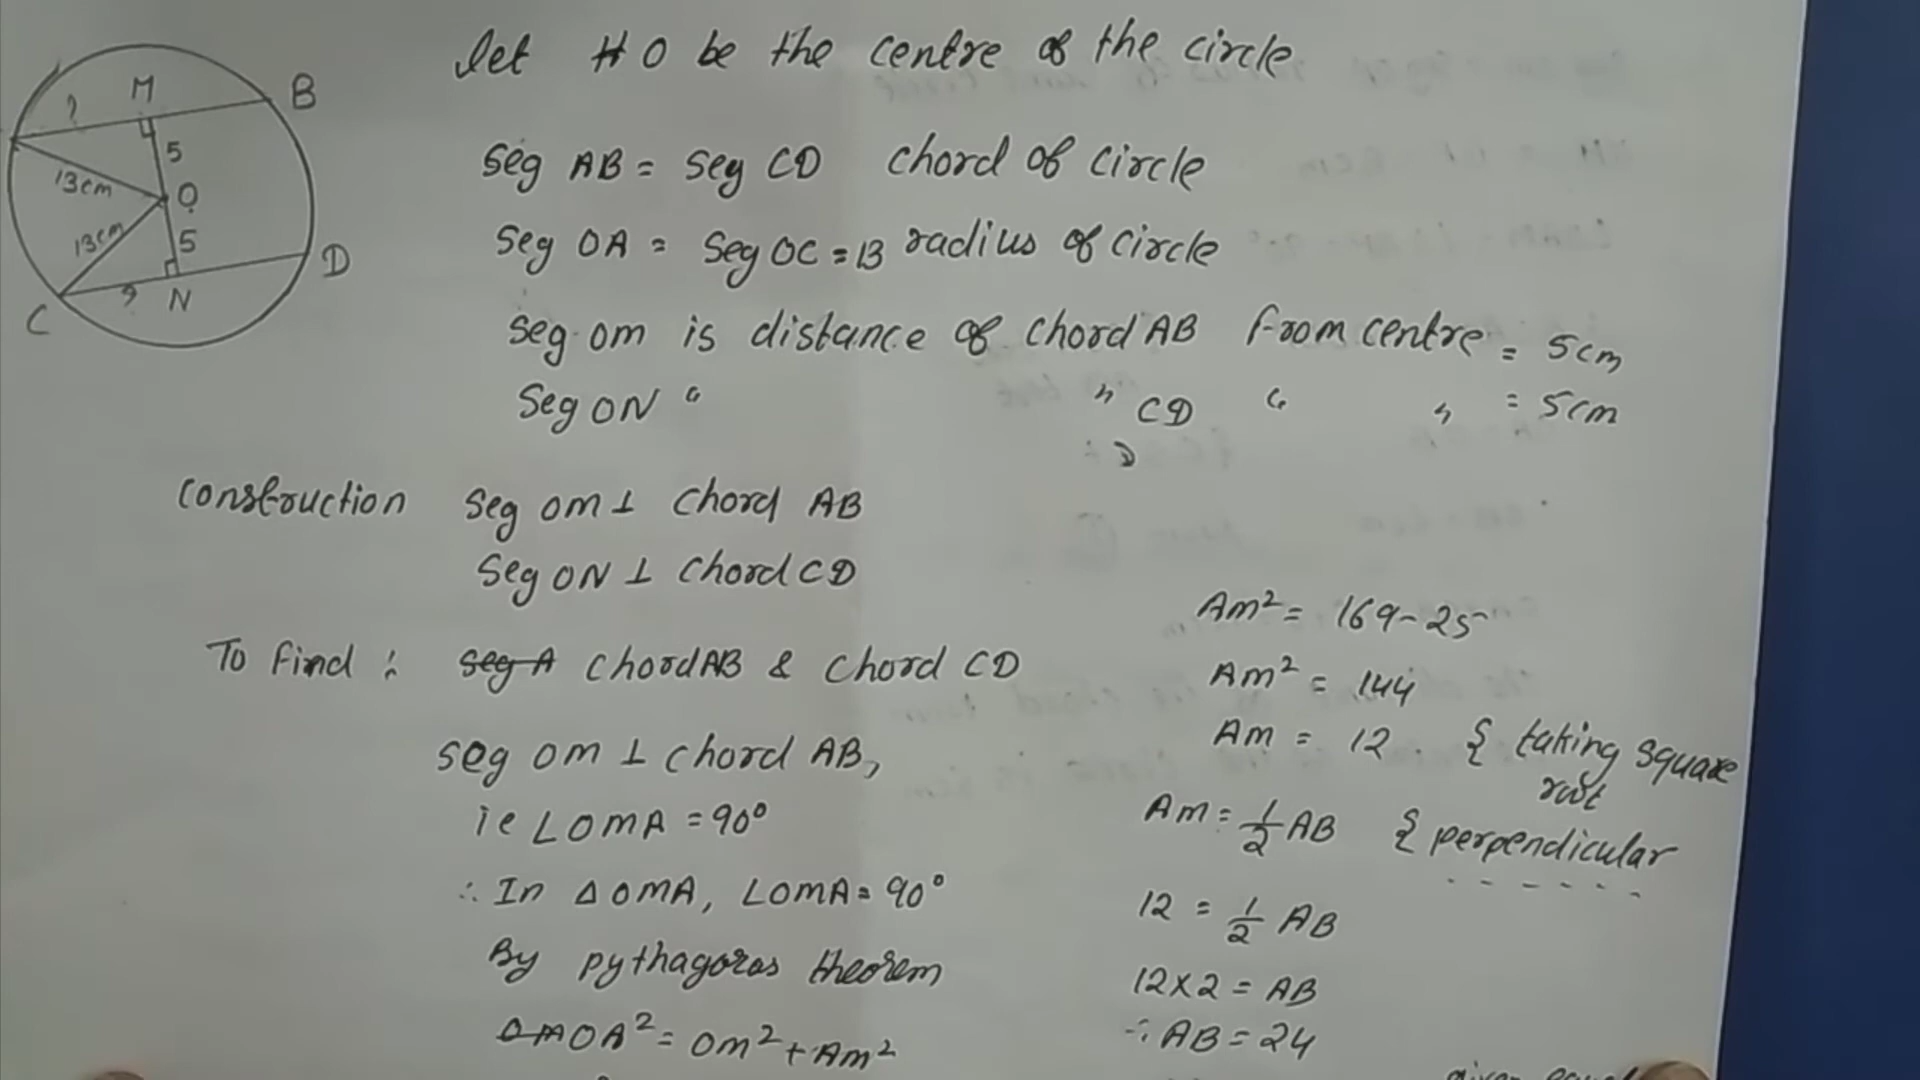 let O be the centre of the circle
seg AB = seg CD chord of circle
seg OA = seg OC = 13 radius of circle
seg om is distance of chord AB from centre = 5cm
Seg ON " " CD " " = 5cm
∴ D
M
B
?
5
13cm
O
13cm
5
D
?
N
C
construction seg om ⊥ chord AB
seg ON ⊥ chord CD
To find : seg A chord AB & chord CD
seg om ⊥ chord AB,
ie ∠OMA = 90°
∴ In △OMA, ∠OMA = 90°
By pythagoras theorem
OA² = om² + Am²
Am² = 169 - 25
Am² = 144
Am = 12 . { taking square
root
Am = 1/2 AB { perpendicular
- - - - - -
12 = 1/2 AB
12x2 = AB
∴ AB = 24
given equal